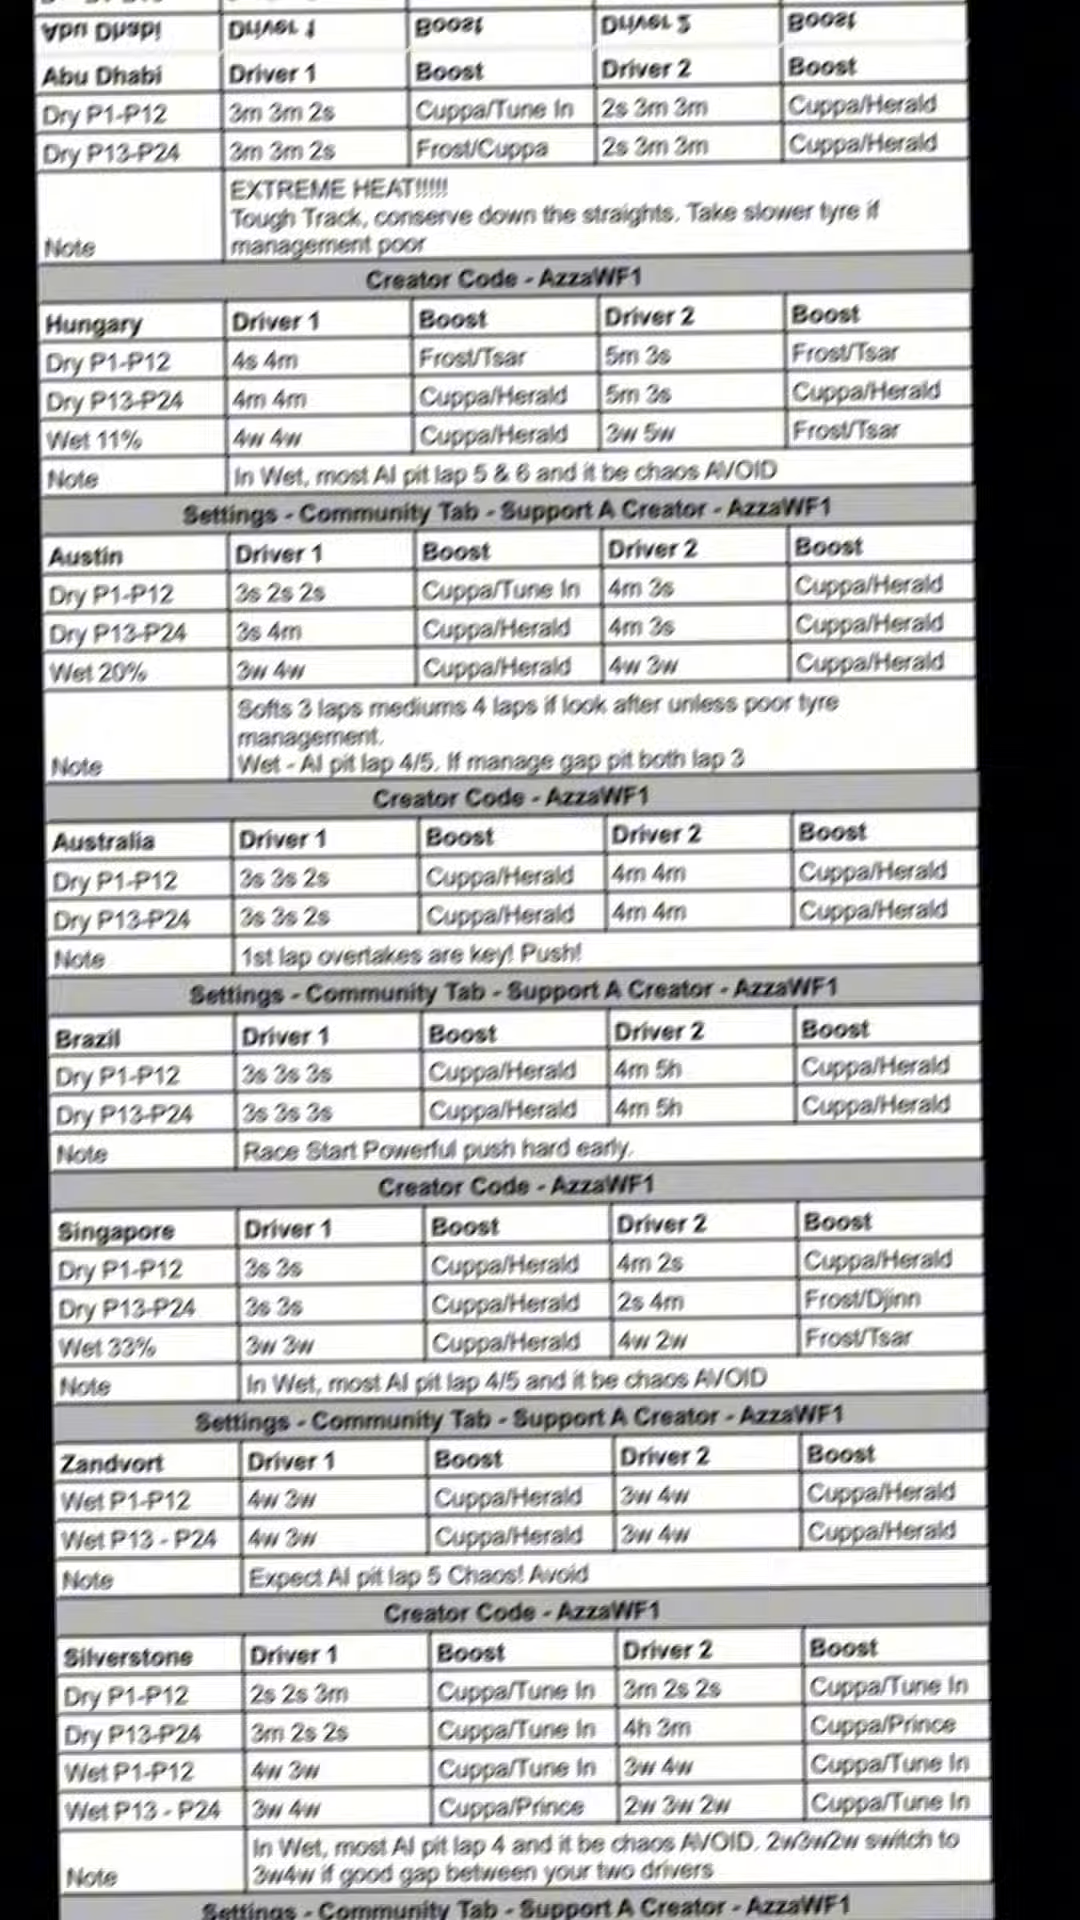 Abu Dhabi Driver 1 Boost Driver 2 Boost
Dry P1-P12 3m 3m 2s Cuppa/Tune In 2s 3m 3m Cuppa/Herald
Dry P13-P24 3m 3m 2s Frost/Cuppa 2s 3m 3m Cuppa/Herald
EXTREME HEAT!!!!!
Tough Track, conserve down the straights. Take slower tyre if
Note management poor
Creator Code - AzzaWF1
Hungary Driver 1 Boost Driver 2 Boost
Dry P1-P12 4s 4m Frost/Tsar 5m 3s Frost/Tsar
Dry P13-P24 4m 4m Cuppa/Herald 5m 3s Cuppa/Herald
Wet 11% 4w 4w Cuppa/Herald 3w 5w Frost/Tsar
Note In Wet, most AI pit lap 5 & 6 and it be chaos AVOID
Settings - Community Tab - Support A Creator - AzzaWF1
Austin Driver 1 Boost Driver 2 Boost
Dry P1-P12 3s 2s 2s Cuppa/Tune In 4m 3s Cuppa/Herald
Dry P13-P24 3s 4m Cuppa/Herald 4m 3s Cuppa/Herald
Wet 20% 3w 4w Cuppa/Herald 4w 3w Cuppa/Herald
Softs 3 laps mediums 4 laps if look after unless poor tyre
management.
Note Wet - AI pit lap 4/5. If manage gap pit both lap 3
Creator Code - AzzaWF1
Australia Driver 1 Boost Driver 2 Boost
Dry P1-P12 3s 3s 2s Cuppa/Herald 4m 4m Cuppa/Herald
Dry P13-P24 3s 3s 2s Cuppa/Herald 4m 4m Cuppa/Herald
Note 1st lap overtakes are key! Push!
Settings - Community Tab - Support A Creator - AzzaWF1
Brazil Driver 1 Boost Driver 2 Boost
Dry P1-P12 3s 3s 3s Cuppa/Herald 4m 5h Cuppa/Herald
Dry P13-P24 3s 3s 3s Cuppa/Herald 4m 5h Cuppa/Herald
Note Race Start Powerful push hard early.
Creator Code - AzzaWF1
Singapore Driver 1 Boost Driver 2 Boost
Dry P1-P12 3s 3s Cuppa/Herald 4m 2s Cuppa/Herald
Dry P13-P24 3s 3s Cuppa/Herald 2s 4m Frost/Djinn
Wet 33% 3w 3w Cuppa/Herald 4w 2w Frost/Tsar
Note In Wet, most AI pit lap 4/5 and it be chaos AVOID
Settings - Community Tab - Support A Creator - AzzaWF1
Zandvort Driver 1 Boost Driver 2 Boost
Wet P1-P12 4w 3w Cuppa/Herald 3w 4w Cuppa/Herald
Wet P13 - P24 4w 3w Cuppa/Herald 3w 4w Cuppa/Herald
Note Expect AI pit lap 5 Chaos! Avoid
Creator Code - AzzaWF1
Silverstone Driver 1 Boost Driver 2 Boost
Dry P1-P12 2s 2s 3m Cuppa/Tune In 3m 2s 2s Cuppa/Tune In
Dry P13-P24 3m 2s 2s Cuppa/Tune In 4h 3m Cuppa/Prince
Wet P1-P12 4w 3w Cuppa/Tune In 3w 4w Cuppa/Tune In
Wet P13 - P24 3w 4w Cuppa/Prince 2w 3w 2w Cuppa/Tune In
In Wet, most AI pit lap 4 and it be chaos AVOID. 2w3w2w switch to
Note 3w4w if good gap between your two drivers
Settings - Community Tab - Support A Creator - AzzaWF1